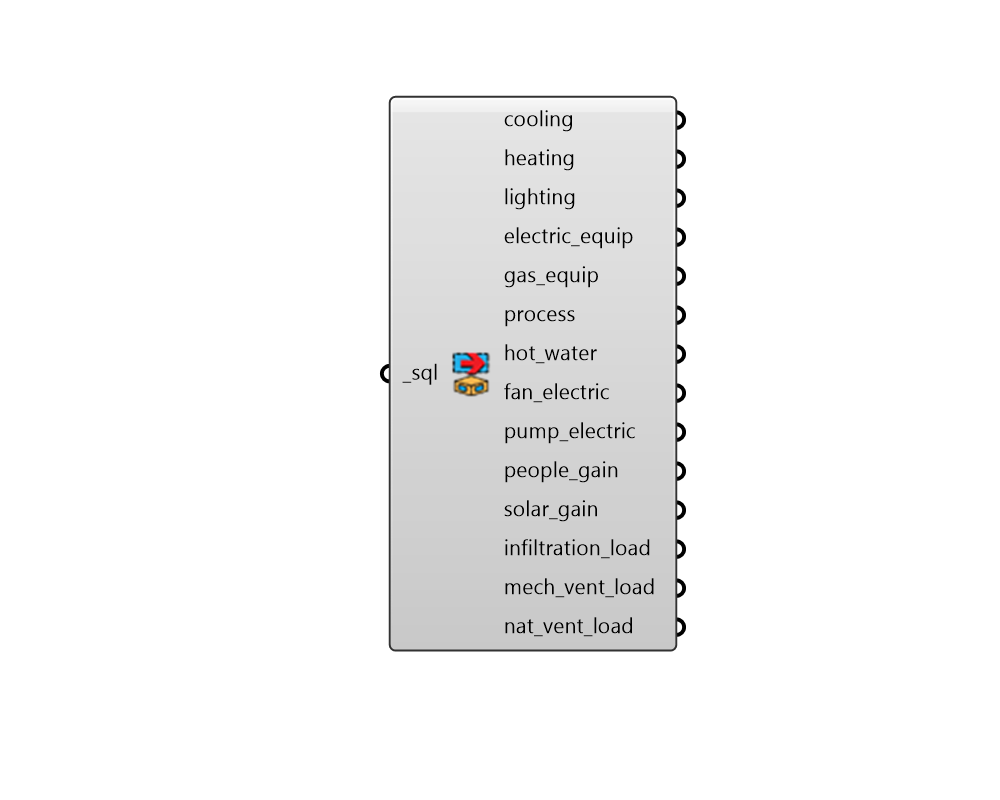 cooling
heating
lighting
electric_equip
gas_equip
process
hot_water
_sql
fan_electric
pump_electric
people_gain
solar_gain
infiltration_load
mech_vent_load
nat_vent_load